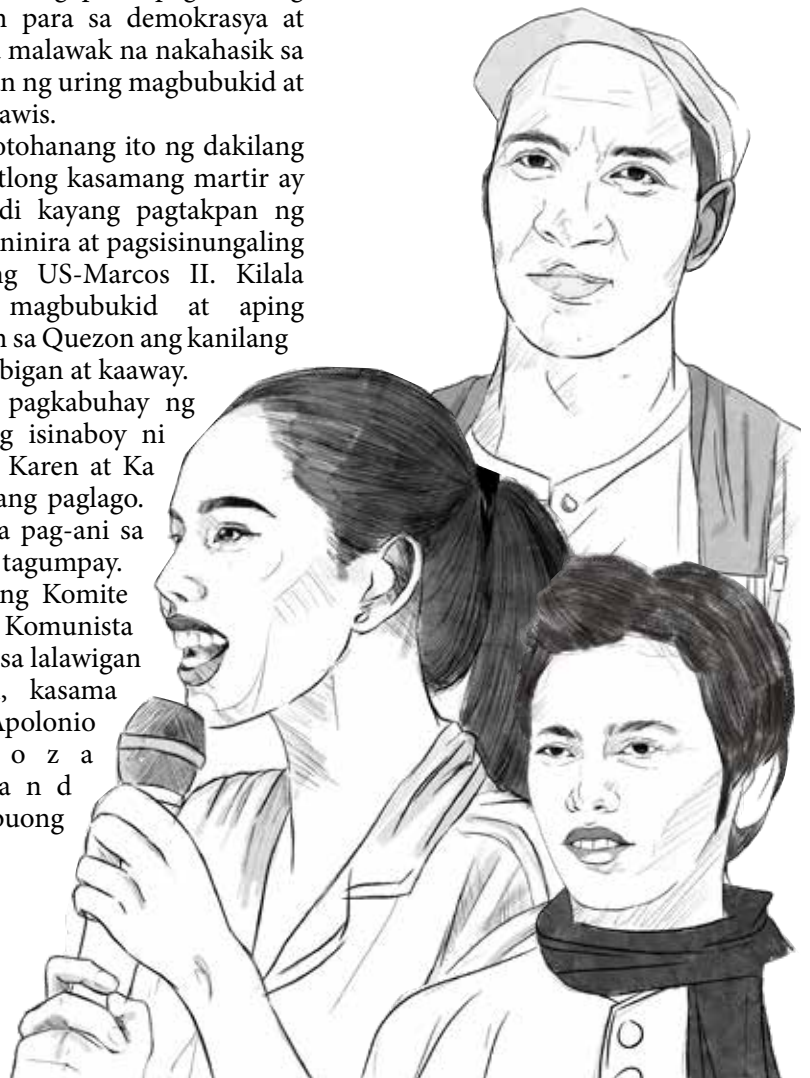 para sa demokrasya at
malawak na nakahasik sa
ng uring magbubukid at
awis.
otohanang ito ng dakilang
tlong kasamang martir ay
di kayang pagtakpan ng
ninira at pagsisinungaling
ng US-Marcos II. Kilala
magbubukid at aping
sa Quezon ang kanilang
bigan at kaaway.
pagkabuhay ng
g isinaboy ni
Karen at Ka
ang paglago.
a pag-ani sa
tagumpay.
ng Komite
Komunista
sa lalawigan
, kasama
Apolonio
o z a
a n d
buong